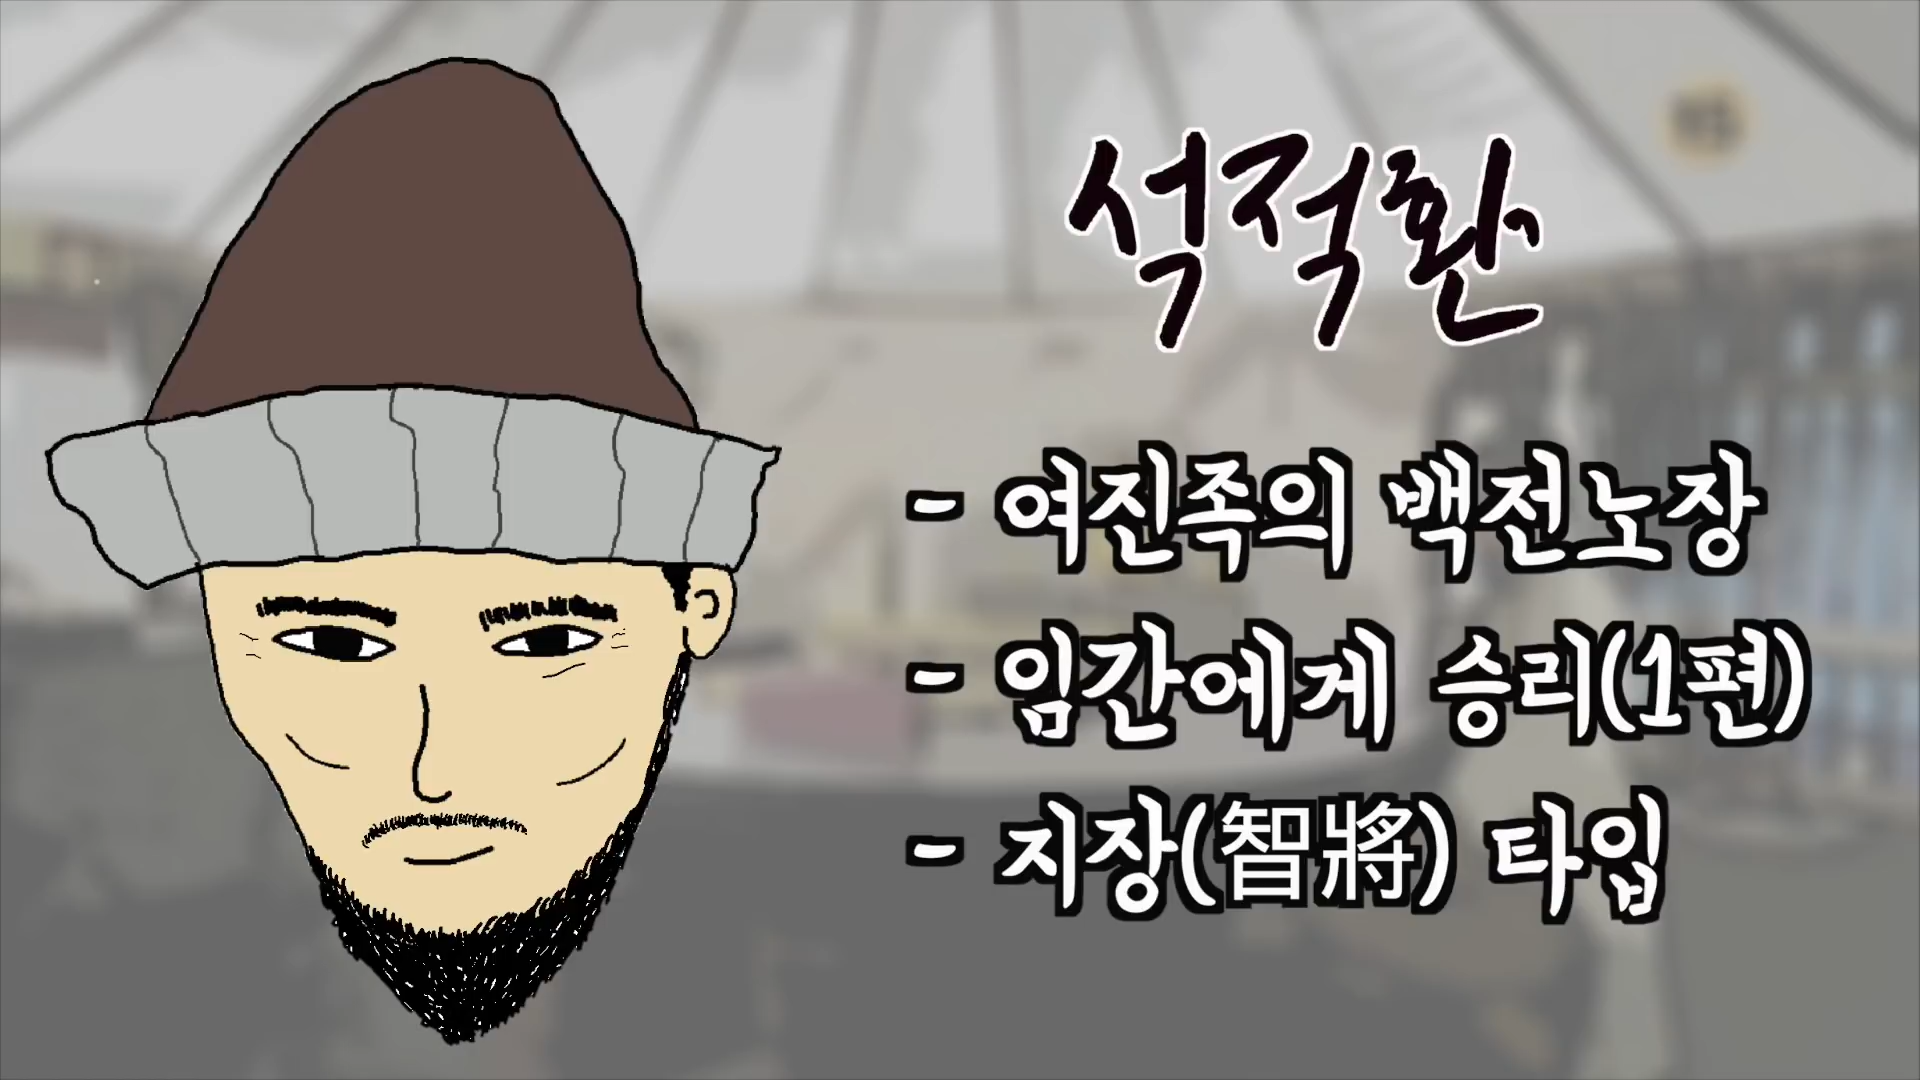 석적환
- 여진족의 백전노장
- 임간에게 승리(1편)
- 지장(智將) 타입